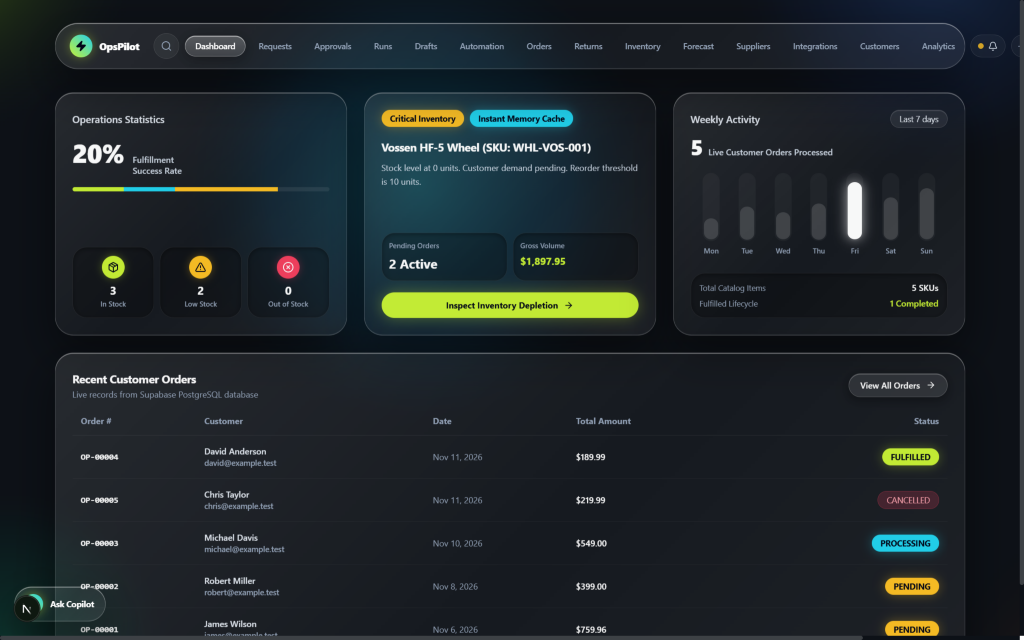 OpsPilot
Dashboard
Requests
Approvals
Runs
Drafts
Automation
Orders
Returns
Inventory
Forecast
Suppliers
Integrations
Customers
Analytics
Operations Statistics
20%
Fulfillment
Success Rate
3
In Stock
2
Low Stock
0
Out of Stock
Critical Inventory
Instant Memory Cache
Vossen HF-5 Wheel (SKU: WHL-VOS-001)
Stock level at 0 units. Customer demand pending. Reorder threshold
is 10 units.
Pending Orders
2 Active
Gross Volume
$1,897.95
Inspect Inventory Depletion →
Weekly Activity
Last 7 days
5 Live Customer Orders Processed
Mon
Tue
Wed
Thu
Fri
Sat
Sun
Total Catalog Items 5 SKUs
Fulfilled Lifecycle 1 Completed
Recent Customer Orders
Live records from Supabase PostgreSQL database
View All Orders →
Order # Customer Date Total Amount Status
OP-00004 David Anderson Nov 11, 2026 $189.99 FULFILLED
david@example.test
OP-00005 Chris Taylor Nov 11, 2026 $219.99 CANCELLED
chris@example.test
OP-00003 Michael Davis Nov 10, 2026 $549.00 PROCESSING
michael@example.test
OP-00002 Robert Miller Nov 8, 2026 $399.00 PENDING
robert@example.test
OP-00001 James Wilson Nov 6, 2026 $759.96 PENDING
james@example.test
N
Ask Copilot